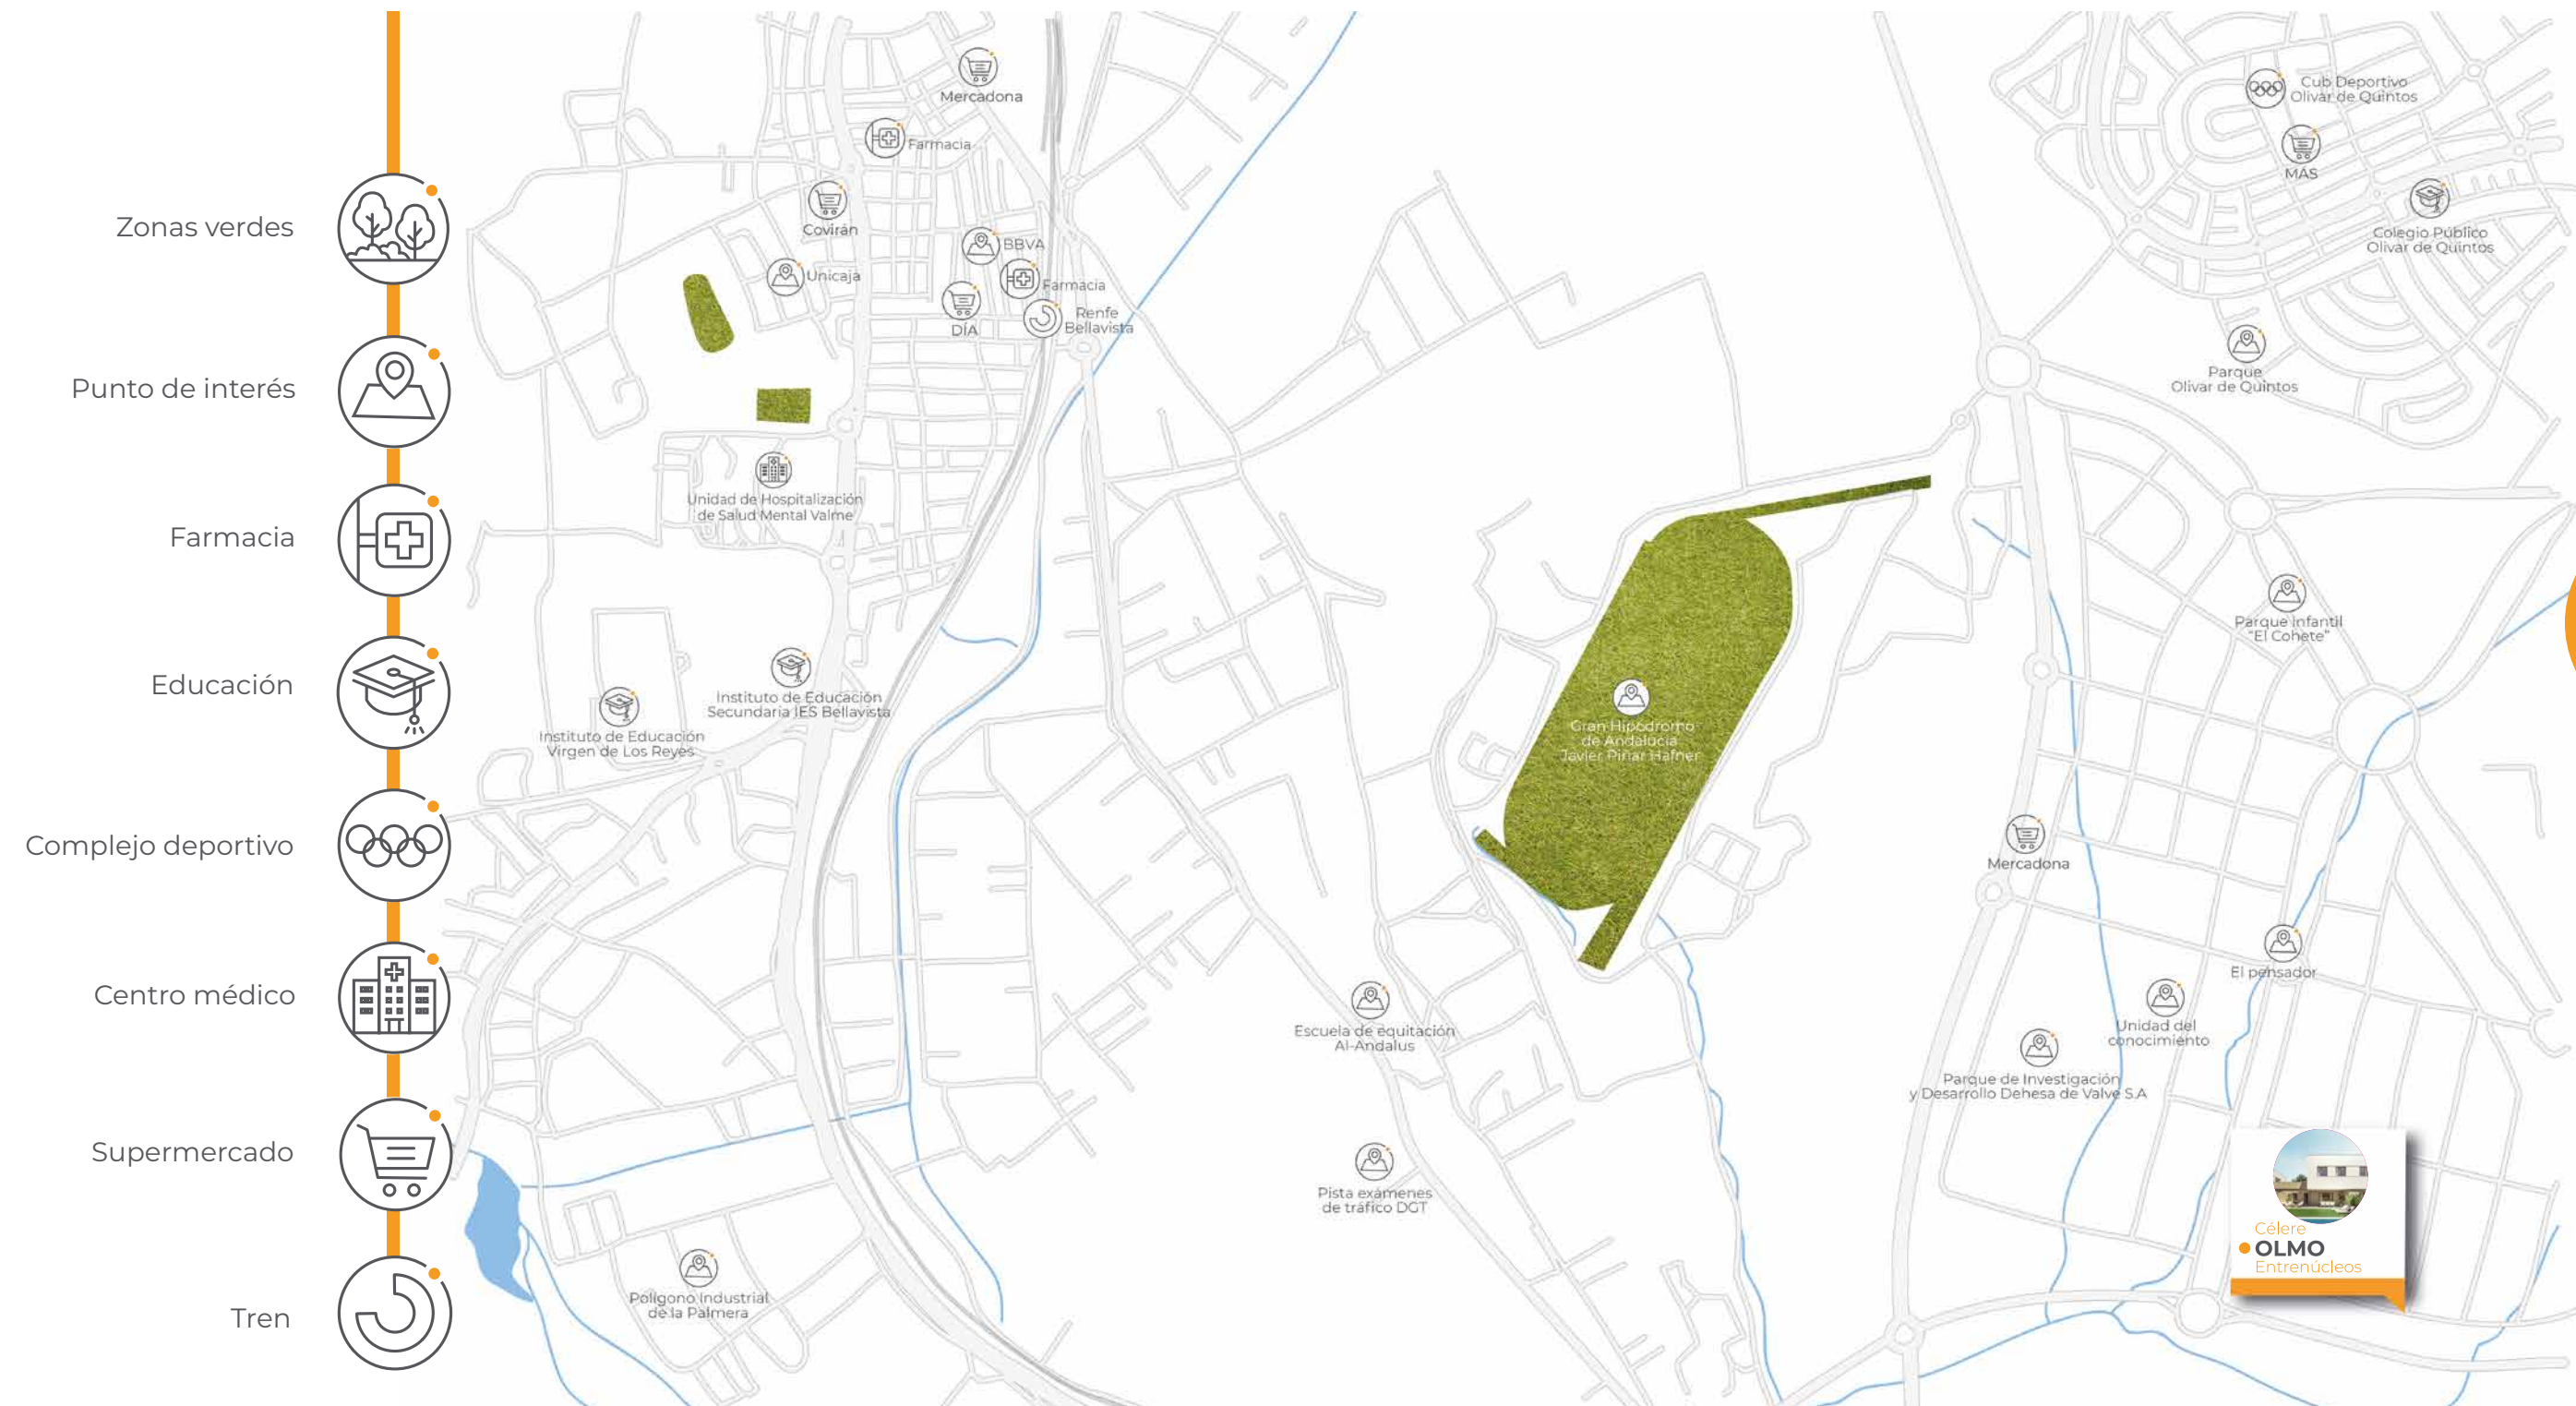 Zonas verdes
Punto de interés
Farmacia
Educación
Complejo deportivo
Centro médico
Supermercado
Tren
Mercadona
Farmacia
Covirán
BBVA
Unicaja
Farmacia
DÍA
Renfe
Bellavista
Unidad de Hospitalización
de Salud Mental Valme
Instituto de Educación
Secundaria IES Bellavista
Instituto de Educación
Virgen de Los Reyes
Polígono Industrial
de la Palmera
Gran Hipódromo
de Andalucía
Javier Piñar Hafner
Escuela de equitación
Al-Andalus
Pista exámenes
de tráfico DGT
Cub Deportivo
Olivar de Quintos
MAS
Colegio Público
Olivar de Quintos
Parque
Olivar de Quintos
Parque infantil
"El Cohete"
Mercadona
El pensador
Unidad del
conocimiento
Parque de Investigación
y Desarrollo Dehesa de Valve S.A
Célere
OLMO
Entrenúcleos